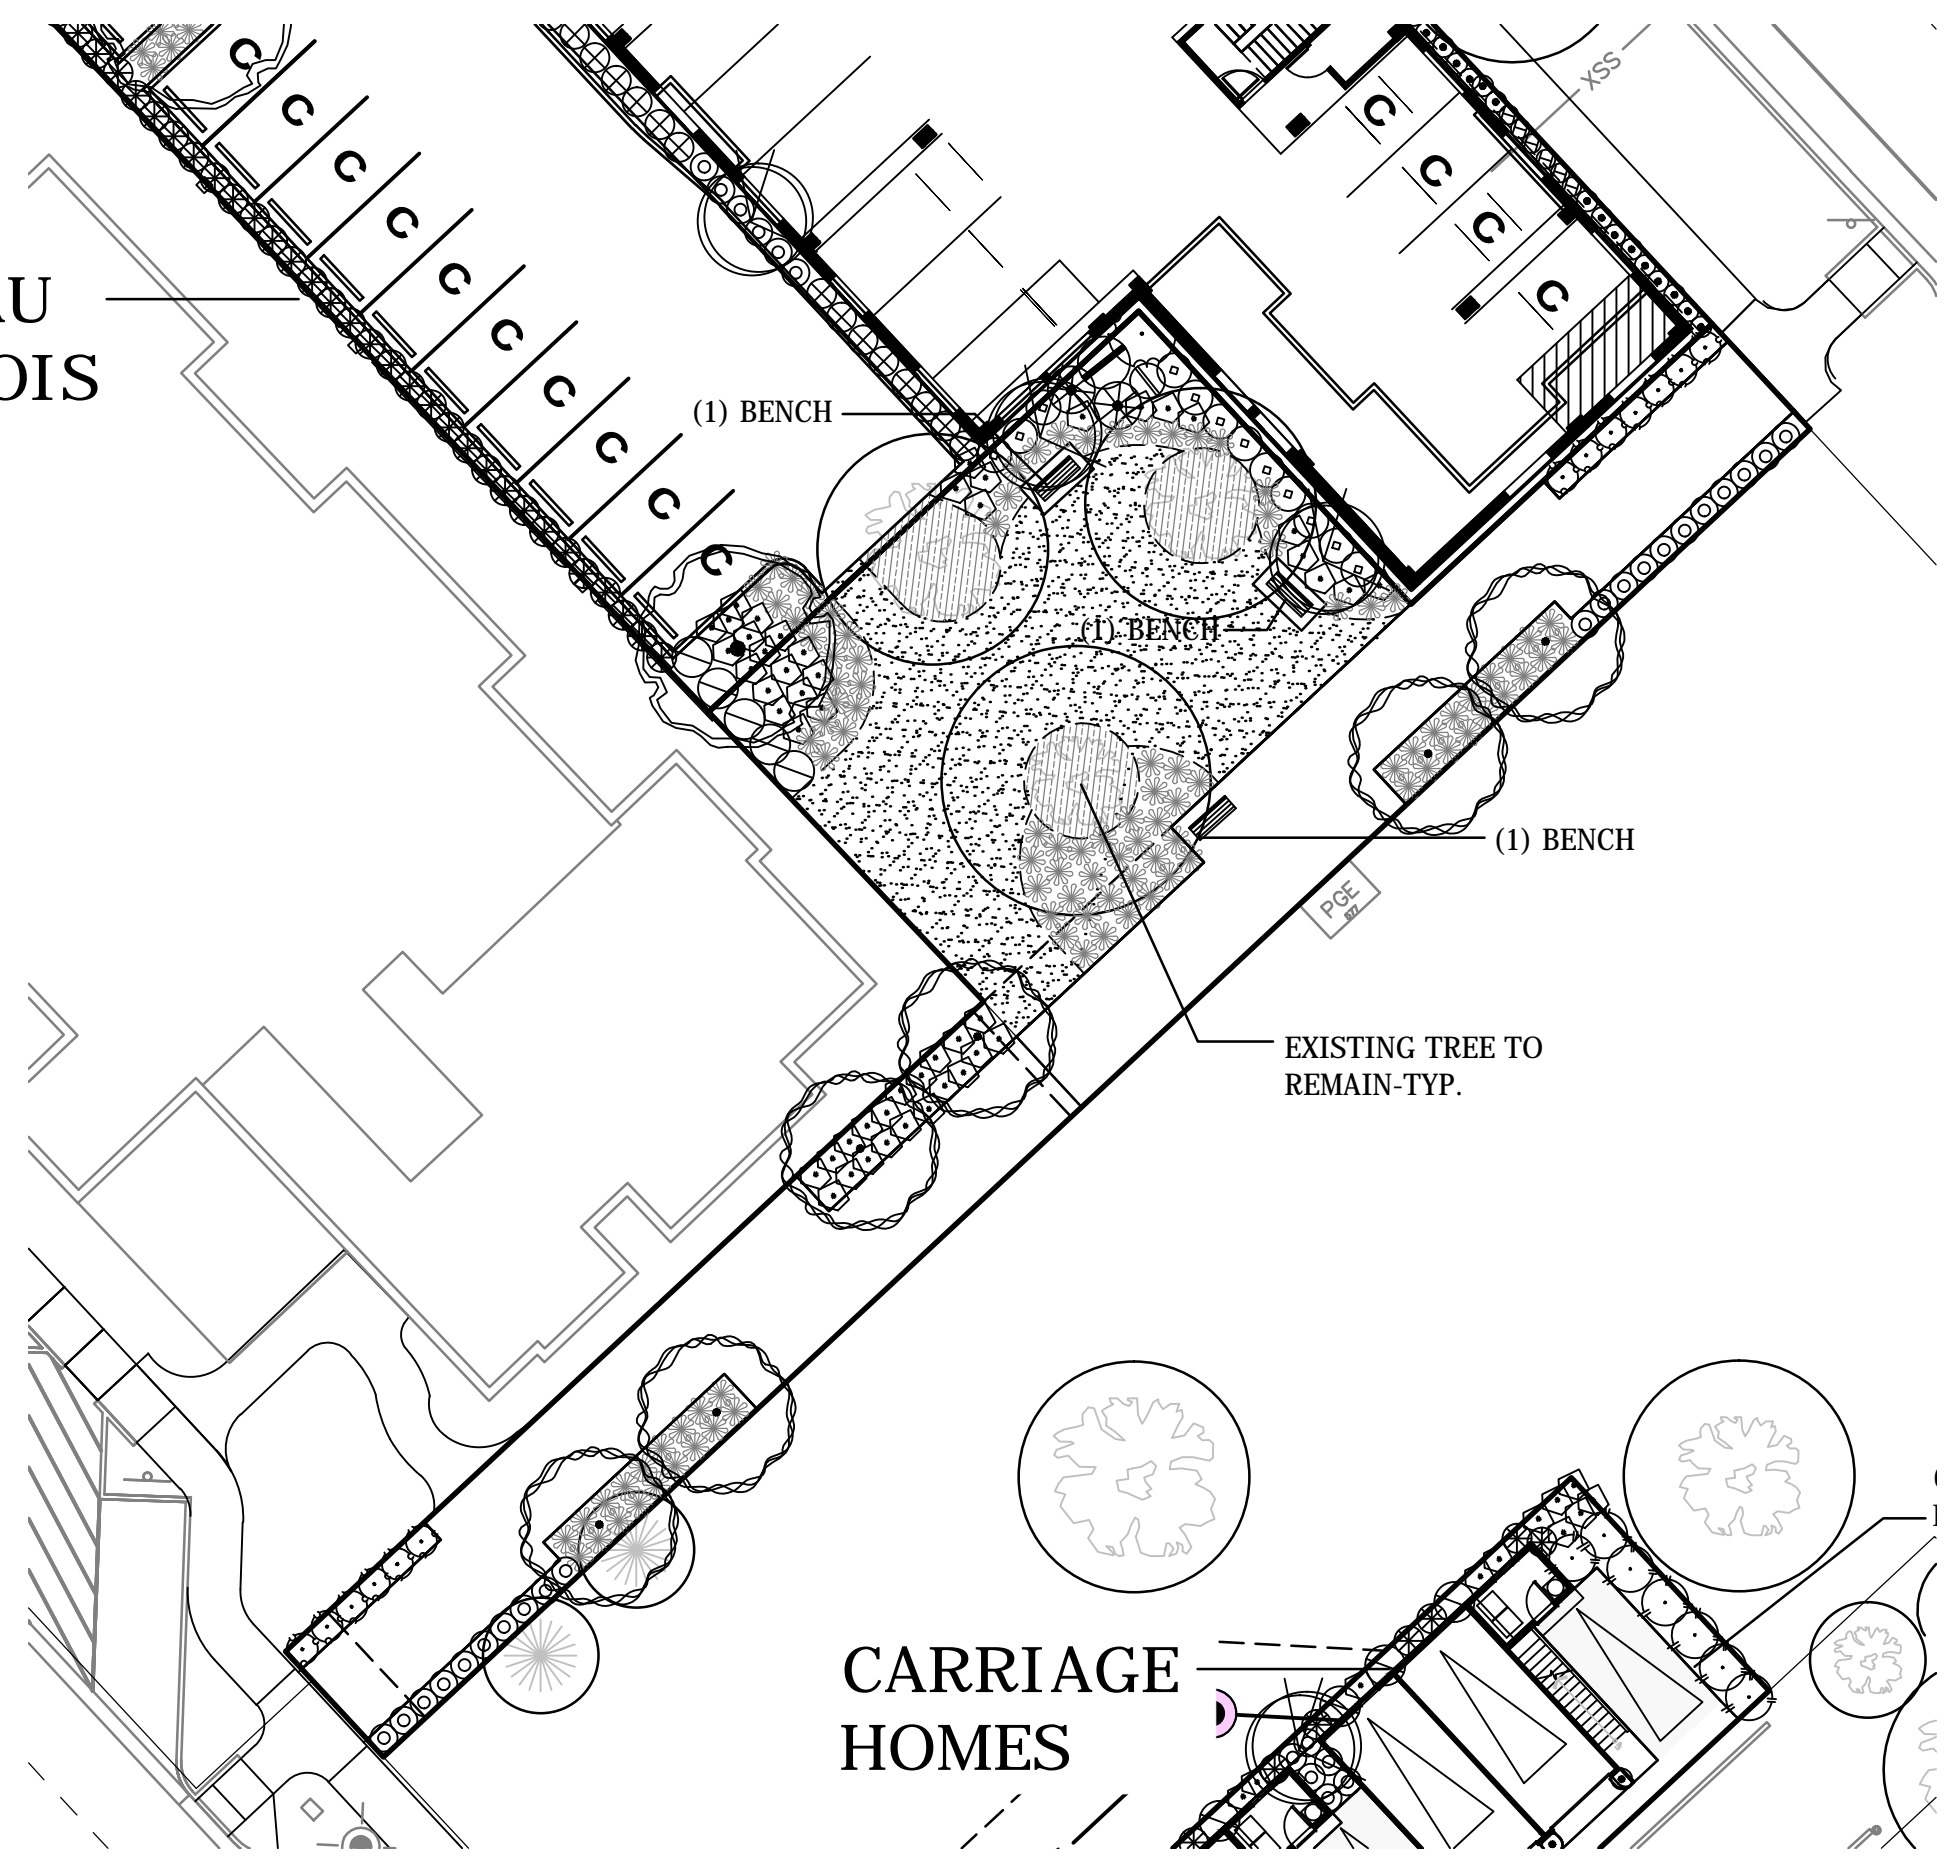 C
C
C
C
C
C
C
C
C
C
C
C
C
C
XSS
AU
OIS
(1) BENCH
(1) BENCH
(1) BENCH
PGE
EXISTING TREE TO
REMAIN-TYP.
CARRIAGE
HOMES